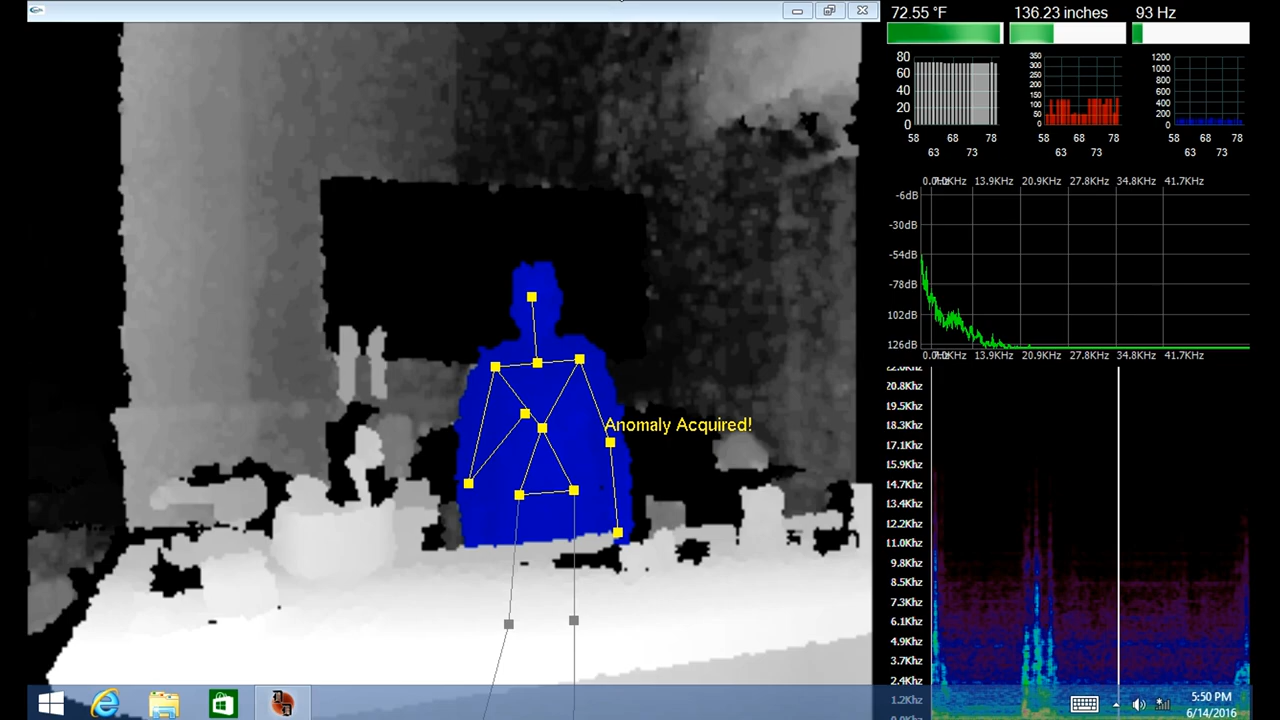 72.55 °F 136.23 inches 93 Hz
80
60
40
20
0
58 68 78
63 73
350
300
250
200
150
100
50
0
58 68 78
63 73
1200
1000
800
600
400
200
0
58 68 78
63 73
13.9KHz 20.9KHz 27.8KHz 34.8KHz 41.7KHz
-6dB
-30dB
-54dB
-78dB
102dB
126dB
13.9KHz 20.9KHz 27.8KHz 34.8KHz 41.7KHz
Anomaly Acquired!
20.8Khz
19.5Khz
18.3Khz
17.1Khz
15.9Khz
14.7Khz
13.4Khz
12.2Khz
11.0Khz
9.8Khz
8.5Khz
7.3Khz
6.1Khz
4.9Khz
3.7Khz
2.4Khz
1.2Khz
5:50 PM
6/14/2016